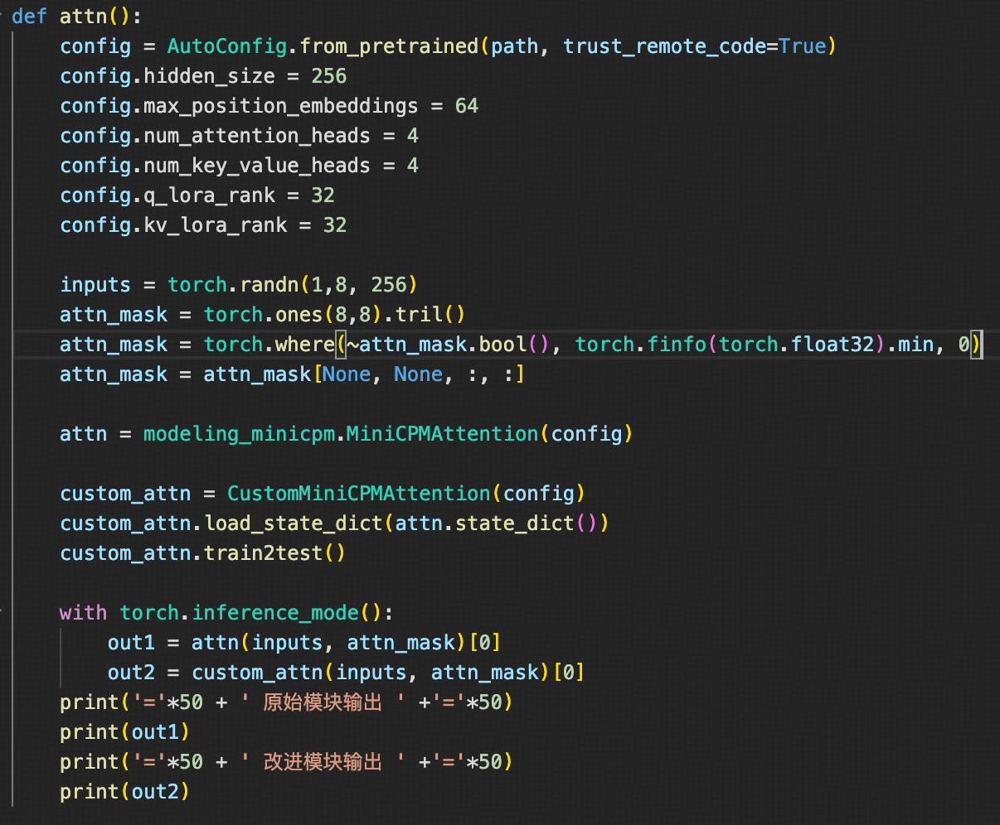 def attn():
    config = AutoConfig.from_pretrained(path, trust_remote_code=True)
    config.hidden_size = 256
    config.max_position_embeddings = 64
    config.num_attention_heads = 4
    config.num_key_value_heads = 4
    config.q_lora_rank = 32
    config.kv_lora_rank = 32

    inputs = torch.randn(1,8, 256)
    attn_mask = torch.ones(8,8).tril()
    attn_mask = torch.where(~attn_mask.bool(), torch.finfo(torch.float32).min, 0)
    attn_mask = attn_mask[None, None, :, :]

    attn = modeling_minicpm.MiniCPMAttention(config)

    custom_attn = CustomMiniCPMAttention(config)
    custom_attn.load_state_dict(attn.state_dict())
    custom_attn.train2test()

    with torch.inference_mode():
        out1 = attn(inputs, attn_mask)[0]
        out2 = custom_attn(inputs, attn_mask)[0]
    print('='*50 + ' 原始模块输出 ' +'='*50)
    print(out1)
    print('='*50 + ' 改进模块输出 ' +'='*50)
    print(out2)